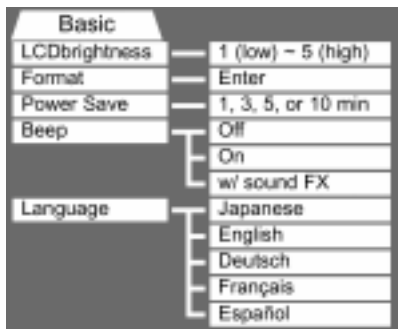 Basic
LCDbrightness 1 (low) ~ 5 (high)
Format Enter
Power Save 1, 3, 5, or 10 min
Beep Off
On
w/ sound FX
Language Japanese
English
Deutsch
Français
Español